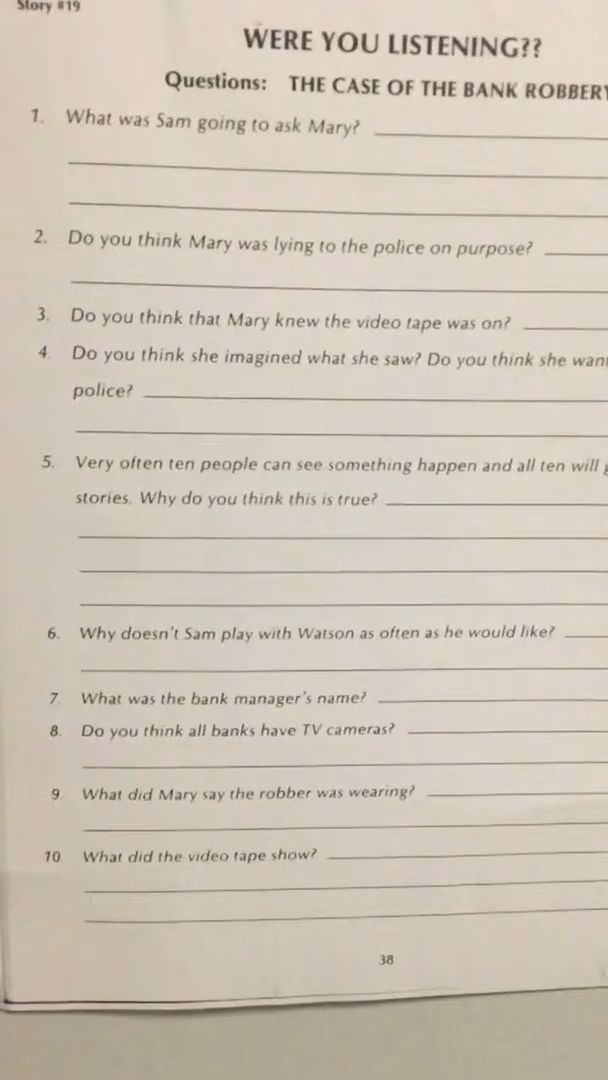 Story #19
WERE YOU LISTENING??
Questions: THE CASE OF THE BANK ROBBERY
1. What was Sam going to ask Mary?
2. Do you think Mary was lying to the police on purpose?
3. Do you think that Mary knew the video tape was on?
4. Do you think she imagined what she saw? Do you think she
police?
5. Very often ten people can see something happen and all ten will
stories. Why do you think this is true?
6. Why doesn't Sam play with Watson as often as he would like?
7. What was the bank manager's name?
8. Do you think all banks have TV cameras?
9. What did Mary say the robber was wearing?
10 What did the video tape show?
38